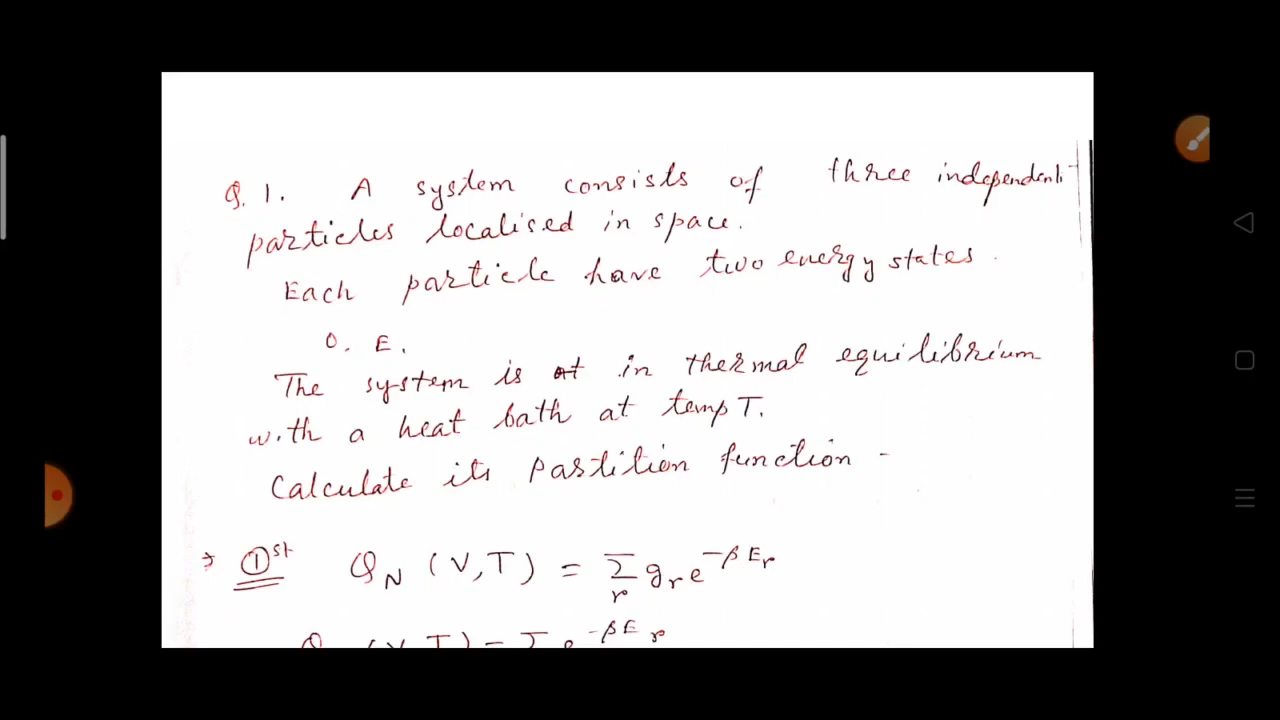 Q. 1. A system consists of three independent
particles localised in space.
Each particle have two energy states.
0. E.
The system is at in thermal equilibrium
with a heat bath at temp T.
Calculate its partition function -
→ ①st Q_N (V,T) = Σ_r g_r e^{-βE_r}
(V,T) = Σ e^{-βE_r}